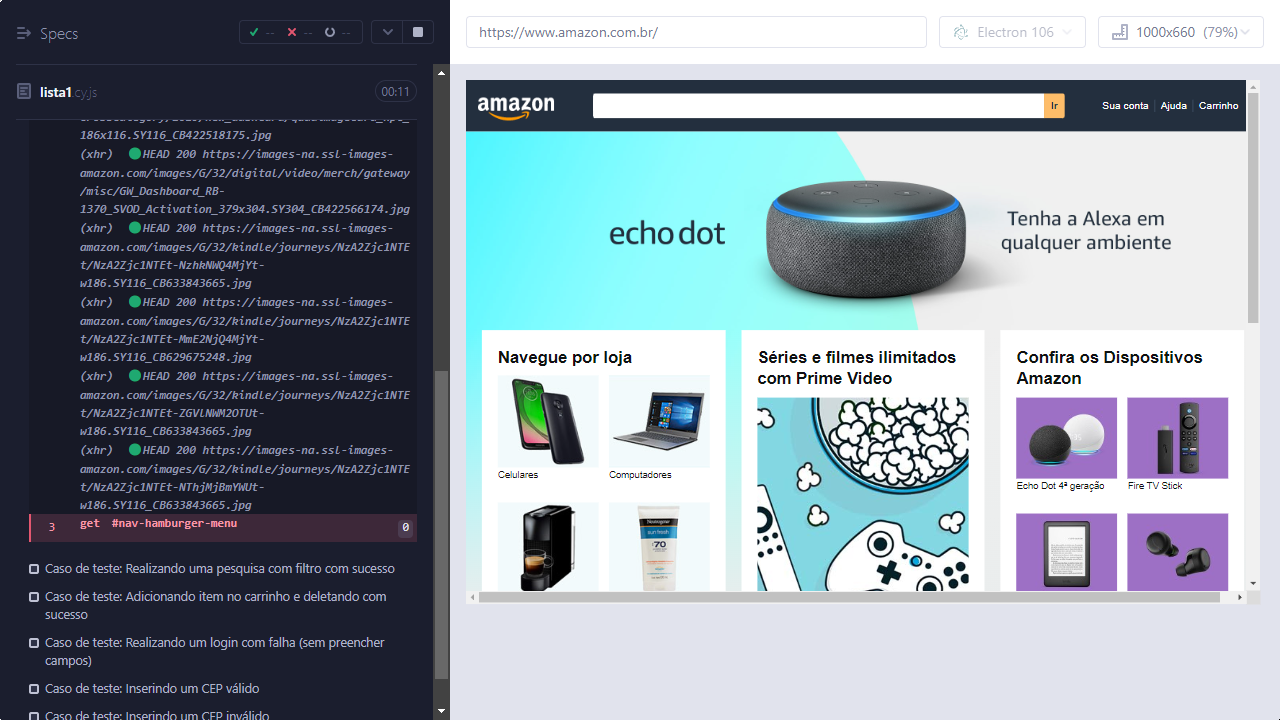 Specs
-- -- --
lista1.cy.js
00:11
186x116.SY116_CB422518175.jpg
(xhr) HEAD 200 https://images-na.ssl-images-
amazon.com/images/G/32/digital/video/merch/gateway
/misc/GW_Dashboard_RB-
1370_SVOD_Activation_379x304.SY304_CB422566174.jpg
(xhr) HEAD 200 https://images-na.ssl-images-
amazon.com/images/G/32/kindle/journeys/NzA2Zjc1NTE
t/NzA2Zjc1NTEt-NzhkNWQ4MjYt-
w186.SY116_CB633843665.jpg
(xhr) HEAD 200 https://images-na.ssl-images-
amazon.com/images/G/32/kindle/journeys/NzA2Zjc1NTE
t/NzA2Zjc1NTEt-MmE2NjQ4MjYt-
w186.SY116_CB629675248.jpg
(xhr) HEAD 200 https://images-na.ssl-images-
amazon.com/images/G/32/kindle/journeys/NzA2Zjc1NTE
t/NzA2Zjc1NTEt-ZGVlNWM2OTUt-
w186.SY116_CB633843665.jpg
(xhr) HEAD 200 https://images-na.ssl-images-
amazon.com/images/G/32/kindle/journeys/NzA2Zjc1NTE
t/NzA2Zjc1NTEt-NThjMjBmYWUt-
w186.SY116_CB633843665.jpg
3 get #nav-hamburger-menu 0
Caso de teste: Realizando uma pesquisa com filtro com sucesso
Caso de teste: Adicionando item no carrinho e deletando com
sucesso
Caso de teste: Realizando um login com falha (sem preencher
campos)
Caso de teste: Inserindo um CEP válido
Caso de teste: Inserindo um CEP inválido
https://www.amazon.com.br/
Electron 106
1000x660 (79%)
amazon
Ir
Sua conta | Ajuda | Carrinho
echo dot
Tenha a Alexa em
qualquer ambiente
Navegue por loja
Celulares
Computadores
Neutrogena
sun fresh
70
Séries e filmes ilimitados
com Prime Video
Confira os Dispositivos
Amazon
Echo Dot 4ª geração
Fire TV Stick